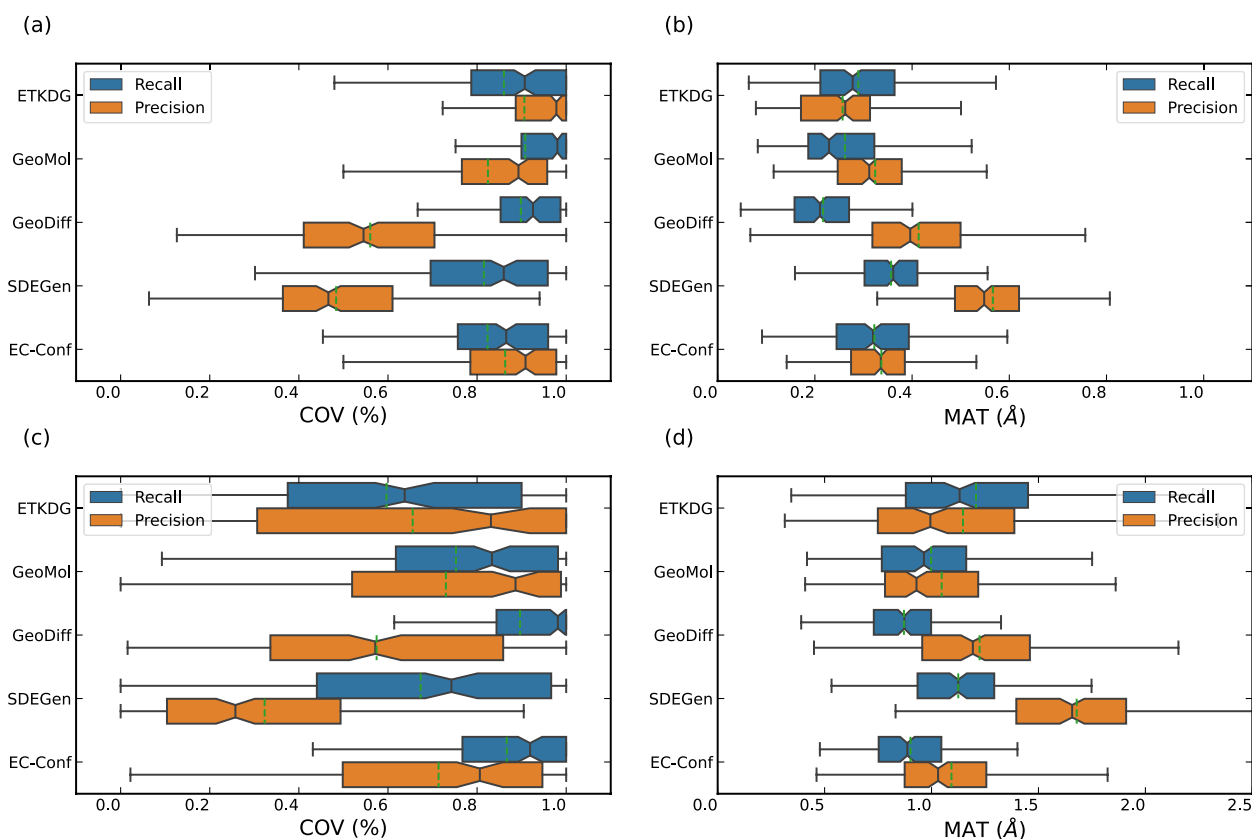 (a)
ETKDG
GeoMol
GeoDiff
SDEGen
EC-Conf
Recall
Precision
0.0 0.2 0.4 0.6 0.8 1.0
COV (%)
(b)
ETKDG
GeoMol
GeoDiff
SDEGen
EC-Conf
Recall
Precision
0.0 0.2 0.4 0.6 0.8 1.0
MAT (Å)
(c)
ETKDG
GeoMol
GeoDiff
SDEGen
EC-Conf
Recall
Precision
0.0 0.2 0.4 0.6 0.8 1.0
COV (%)
(d)
ETKDG
GeoMol
GeoDiff
SDEGen
EC-Conf
Recall
Precision
0.0 0.5 1.0 1.5 2.0 2.5
MAT (Å)